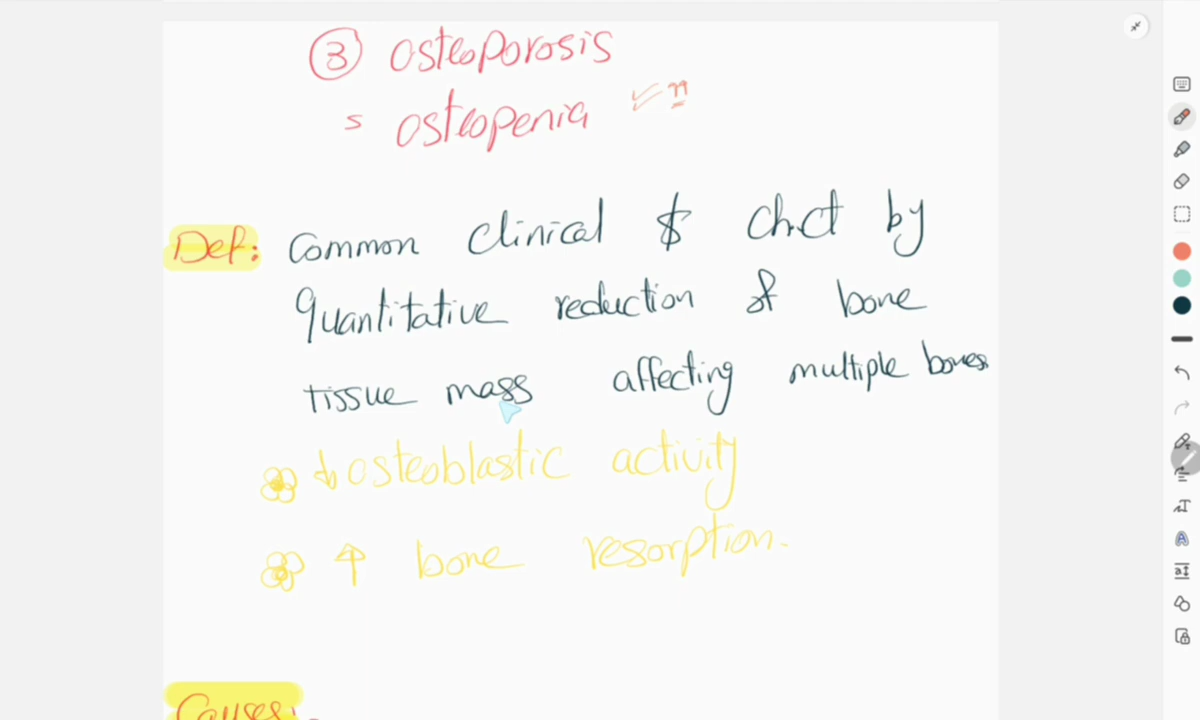 ③ osteoporosis
= osteopenia ✓✓ n
Def: Common clinical $ chct by
quantitative reduction of bone
tissue mass affecting multiple bones
↓ osteoblastic activity
↑ bone resorption.
Causes: